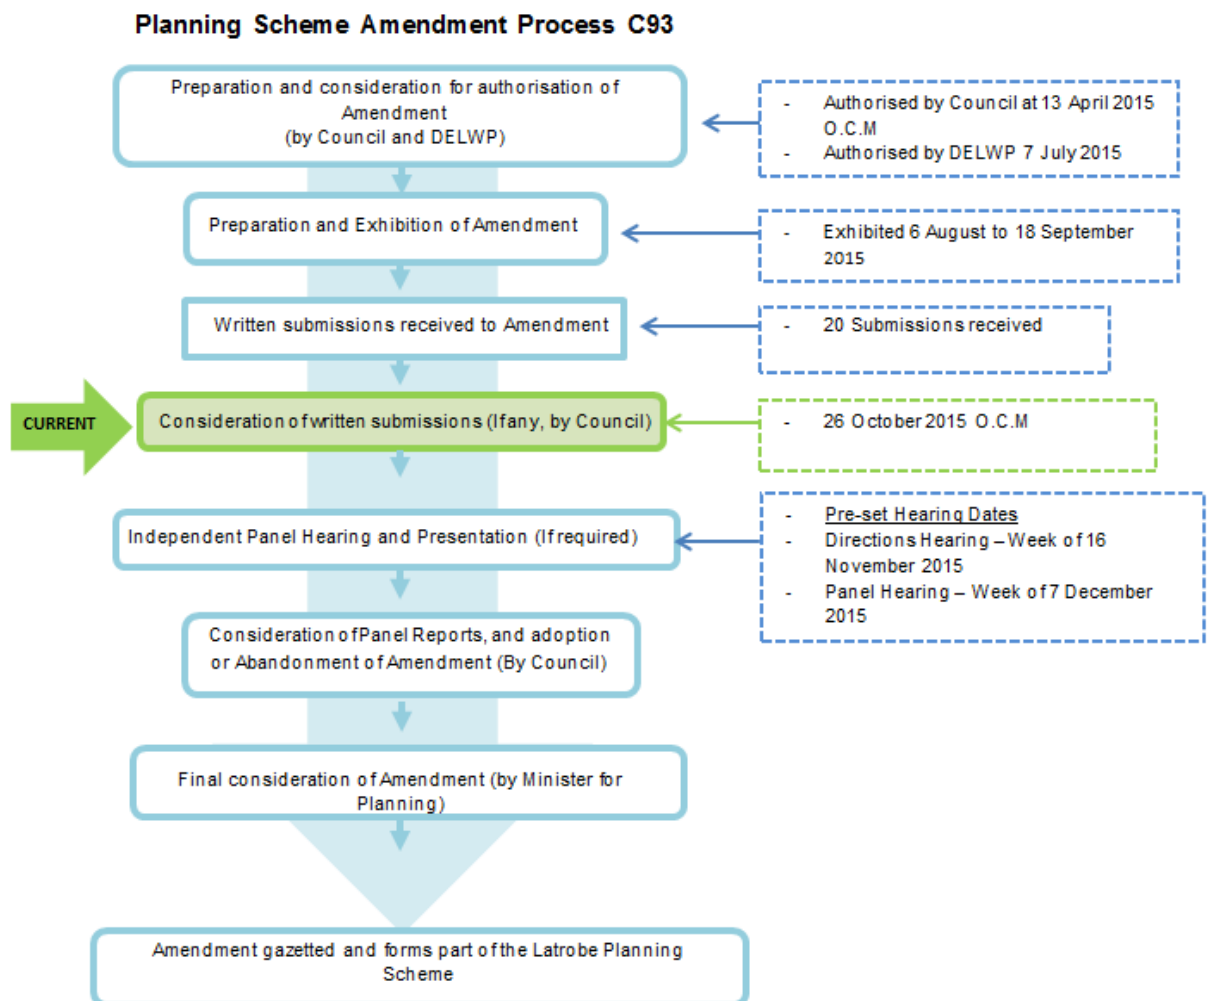 Planning Scheme Amendment Process C93
Preparation and consideration for authorisation of
Amendment
(by Council and DELWP)
- Authorised by Council at 13 April 2015
O.C.M
- Authorised by DELWP 7 July 2015
Preparation and Exhibition of Amendment
- Exhibited 6 August to 18 September
2015
Written submissions received to Amendment
- 20 Submissions received
CURRENT
Consideration of written submissions (If any, by Council)
- 26 October 2015 O.C.M
Independent Panel Hearing and Presentation (If required)
- Pre-set Hearing Dates
- Directions Hearing – Week of 16
November 2015
- Panel Hearing – Week of 7 December
2015
Consideration of Panel Reports, and adoption
or Abandonment of Amendment (By Council)
Final consideration of Amendment (by Minister for
Planning)
Amendment gazetted and forms part of the Latrobe Planning
Scheme